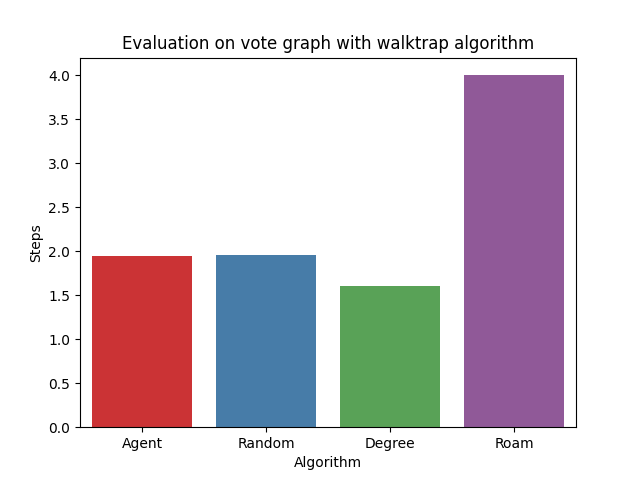 Evaluation on vote graph with walktrap algorithm
4.0
3.5
3.0
2.5
2.0
1.5
1.0
0.5
0.0
Steps
Agent
Random
Degree
Roam
Algorithm